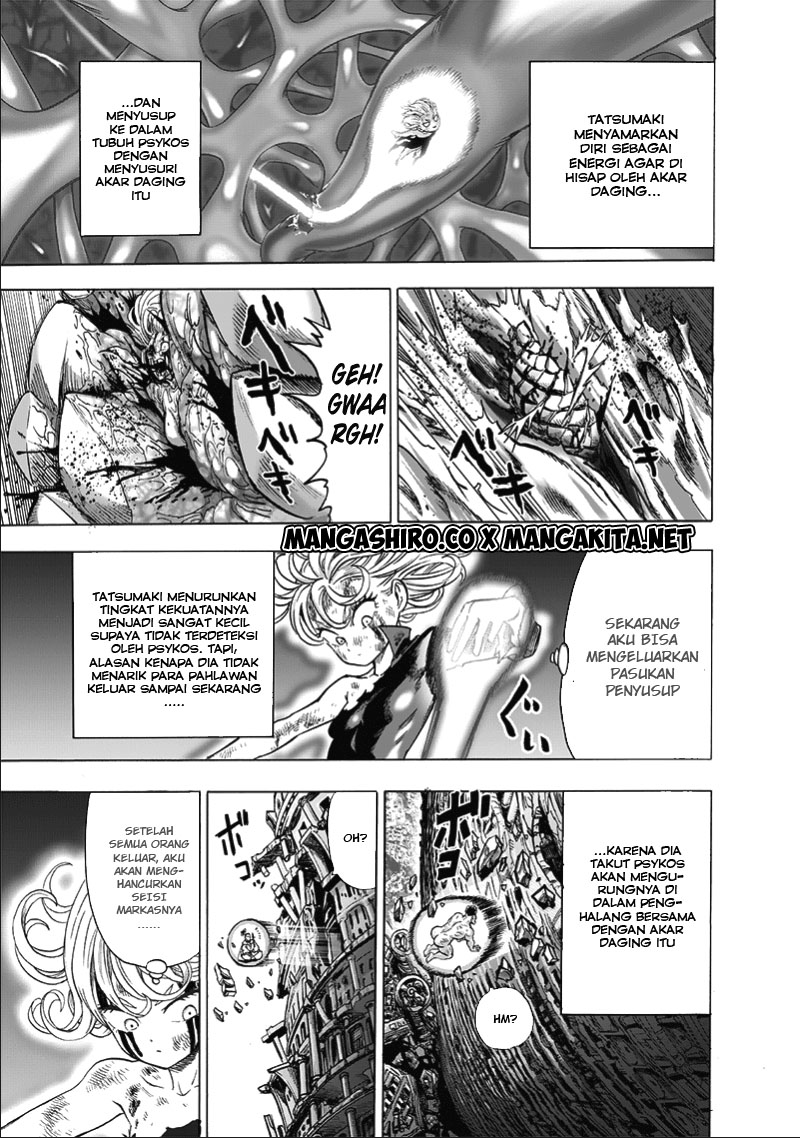 TATSUMAKI
MENYAMARKAN
DIRI SEBAGAI
ENERGI AGAR DI
HISAP OLEH AKAR
DAGING...
...DAN
MENYUSUP
KE DALAM
TUBUH PSYKOS
DENGAN
MENYUSURI
AKAR DAGING
ITU
ベキ
ベキ
GEH!
GWAA
RGH!
MANGASHIRO.CO X MANGAKITA.NET
SEKARANG
AKU BISA
MENGELUARKAN
PASUKAN
PENYUSUP
ぐい
TATSUMAKI MENURUNKAN
TINGKAT KEKUATANNYA
MENJADI SANGAT KECIL
SUPAYA TIDAK TERDETEKSI
OLEH PSYKOS. TAPI,
ALASAN KENAPA DIA TIDAK
MENARIK PARA PAHLAWAN
KELUAR SAMPAI SEKARANG
.....
...KARENA DIA
TAKUT PSYKOS
AKAN MENGU-
RUNGNYA DI
DALAM PENG-
HALANG BERSAMA
DENGAN AKAR
DAGING ITU
ボコ
HM?
OH?
ボコ
SETELAH
SEMUA ORANG
KELUAR, AKU
AKAN MENG-
HANCURKAN
SEISI
MARKASNYA
......